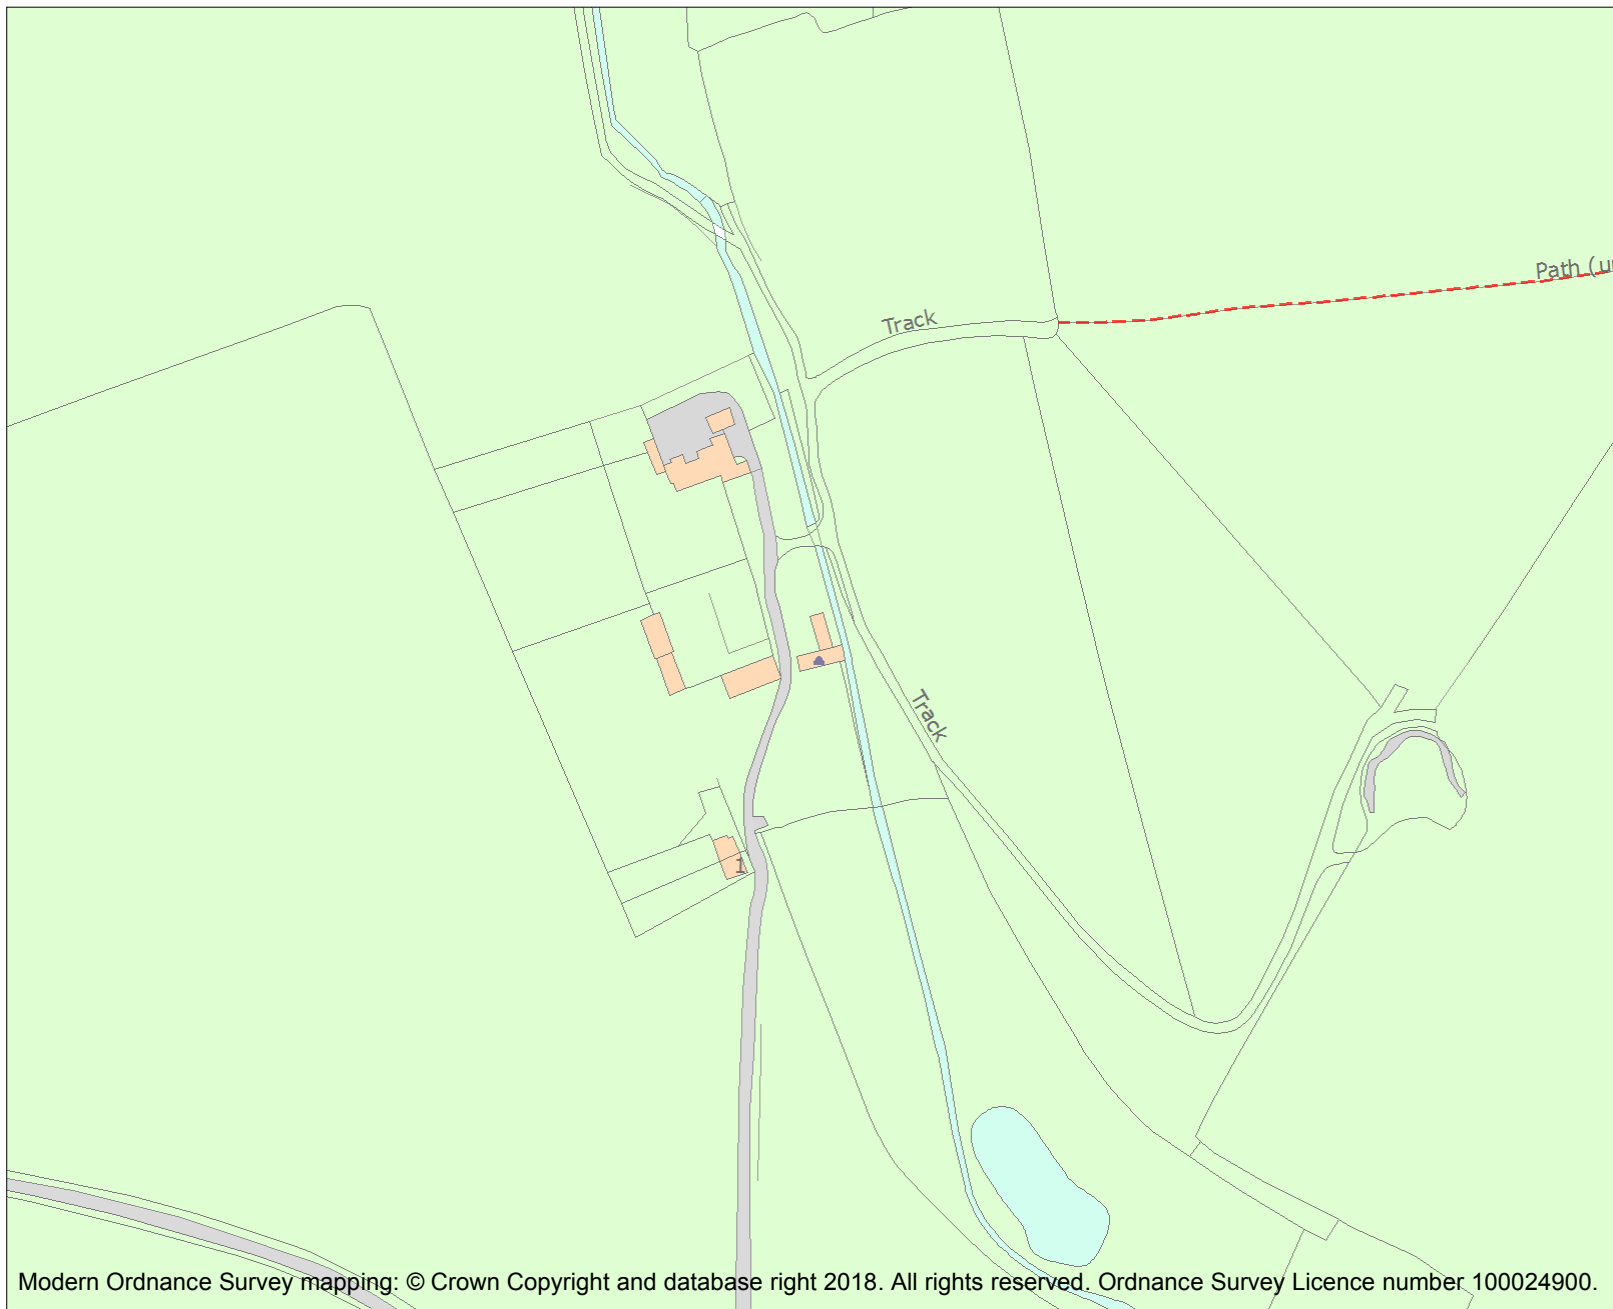 Path (u
Track
Track
1
Modern Ordnance Survey mapping: © Crown Copyright and database right 2018. All rights reserved. Ordnance Survey Licence number 100024900.